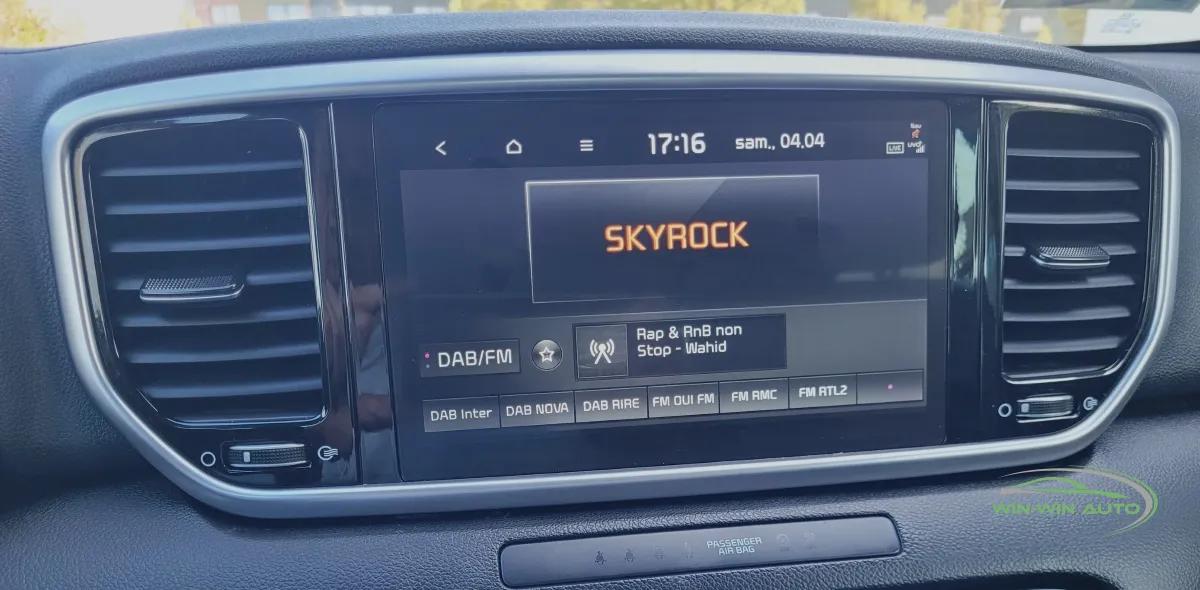 17:16 sam., 04.04
LIVE
SKYROCK
DAB/FM
Rap & RnB non
Stop - Wahid
DAB Inter DAB NOVA DAB RIRE FM OUI FM FM RMC FM RTL2
WIN-WIN AUTO
PASSENGER
AIR BAG